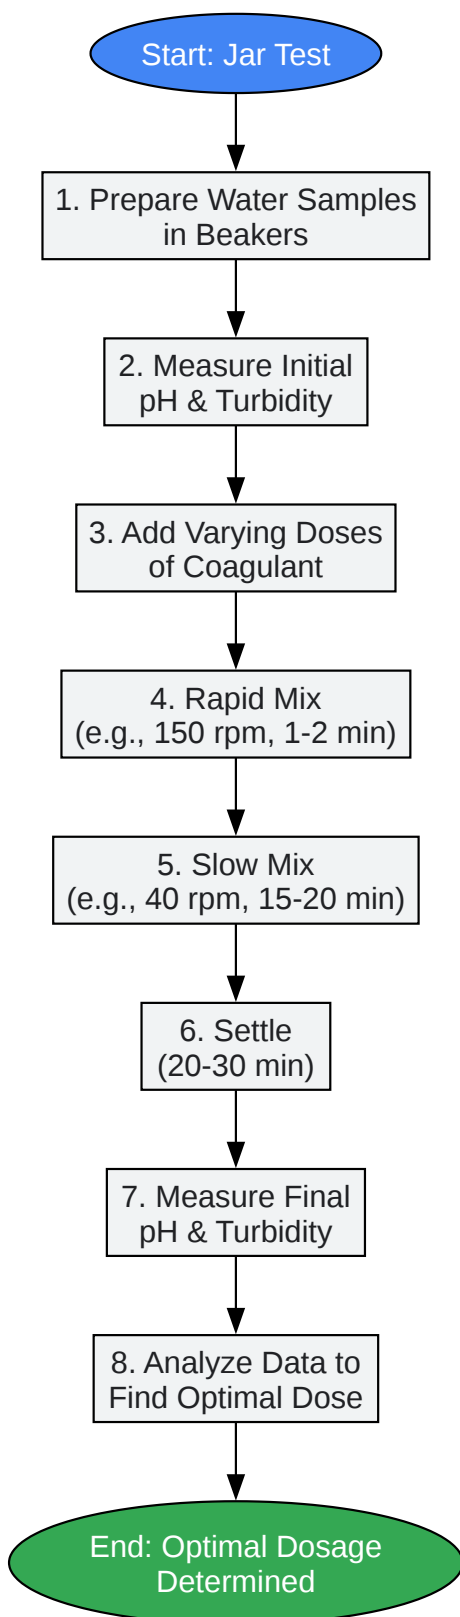 Start: Jar Test
1. Prepare Water Samples
in Beakers
2. Measure Initial
pH & Turbidity
3. Add Varying Doses
of Coagulant
4. Rapid Mix
(e.g., 150 rpm, 1-2 min)
5. Slow Mix
(e.g., 40 rpm, 15-20 min)
6. Settle
(20-30 min)
7. Measure Final
pH & Turbidity
8. Analyze Data to
Find Optimal Dose
End: Optimal Dosage
Determined